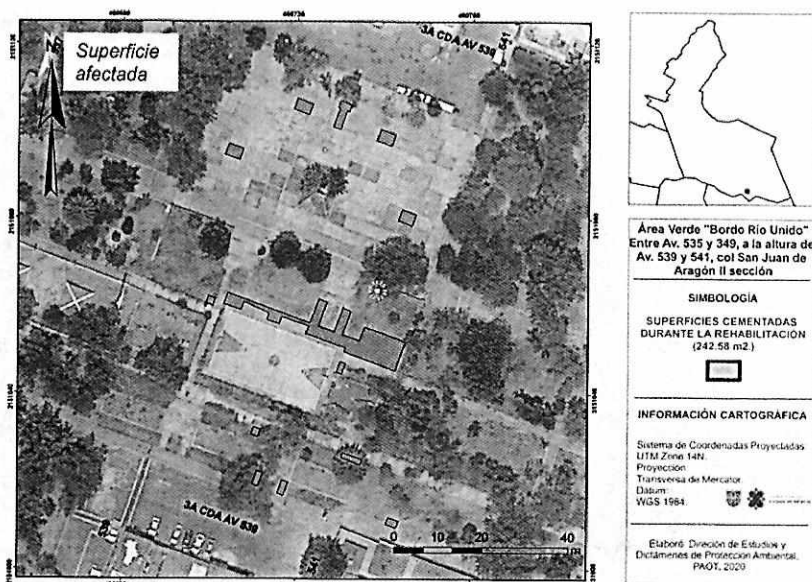 Superficie
afectada
N
3A CDA AV 539
541
3A CDA AV 539
541
0 10 20 40
Área Verde "Bordo Río Unido"
Entre Av. 535 y 349, a la altura de
Av. 539 y 541, col San Juan de
Aragón II sección
SIMBOLOGÍA
SUPERFICIES CEMENTADAS
DURANTE LA REHABILITACIÓN
(242.58 m2.)
INFORMACIÓN CARTOGRÁFICA
Sistema de Coordenadas Proyectadas
UTM Zone 14N.
Proyección:
Transversa de Mercator.
Datum:
WGS 1984.
Elaboró: Dirección de Estudios y
Dictámenes de Protección Ambiental,
PAOT, 2020